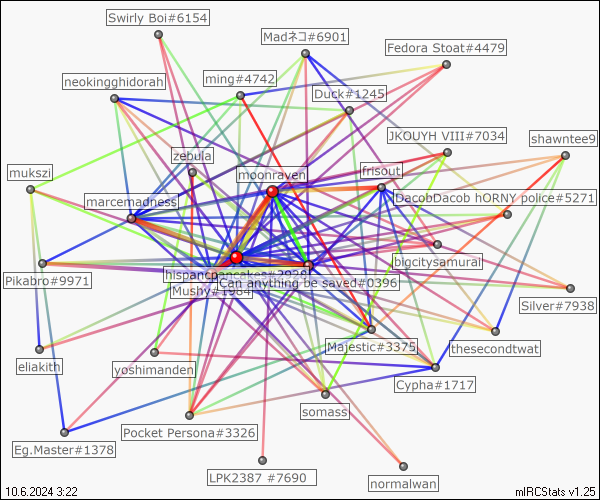 Swirly Boi#6154
Madネコ#6901
Fedora Stoat#4479
neokingghidorah
ming#4742
Duck#1245
JKOUYH VIII#7034
shawntee9
zebula
mukszi
moonraven
frisout
marcemadness
DacobDacob hORNY police#5271
bigcitysamurai
Pikabro#9971
hispanicpancakes#3929
Can anything be saved#0396
Mushy#1984
Silver#7938
Majestic#3375
thesecondtwat
eliakith
yoshimanden
Cypha#1717
somass
Pocket Persona#3326
Eg.Master#1378
LPK2387 #7690
normalwan
10.6.2024 3:22
mIRCStats v1.25